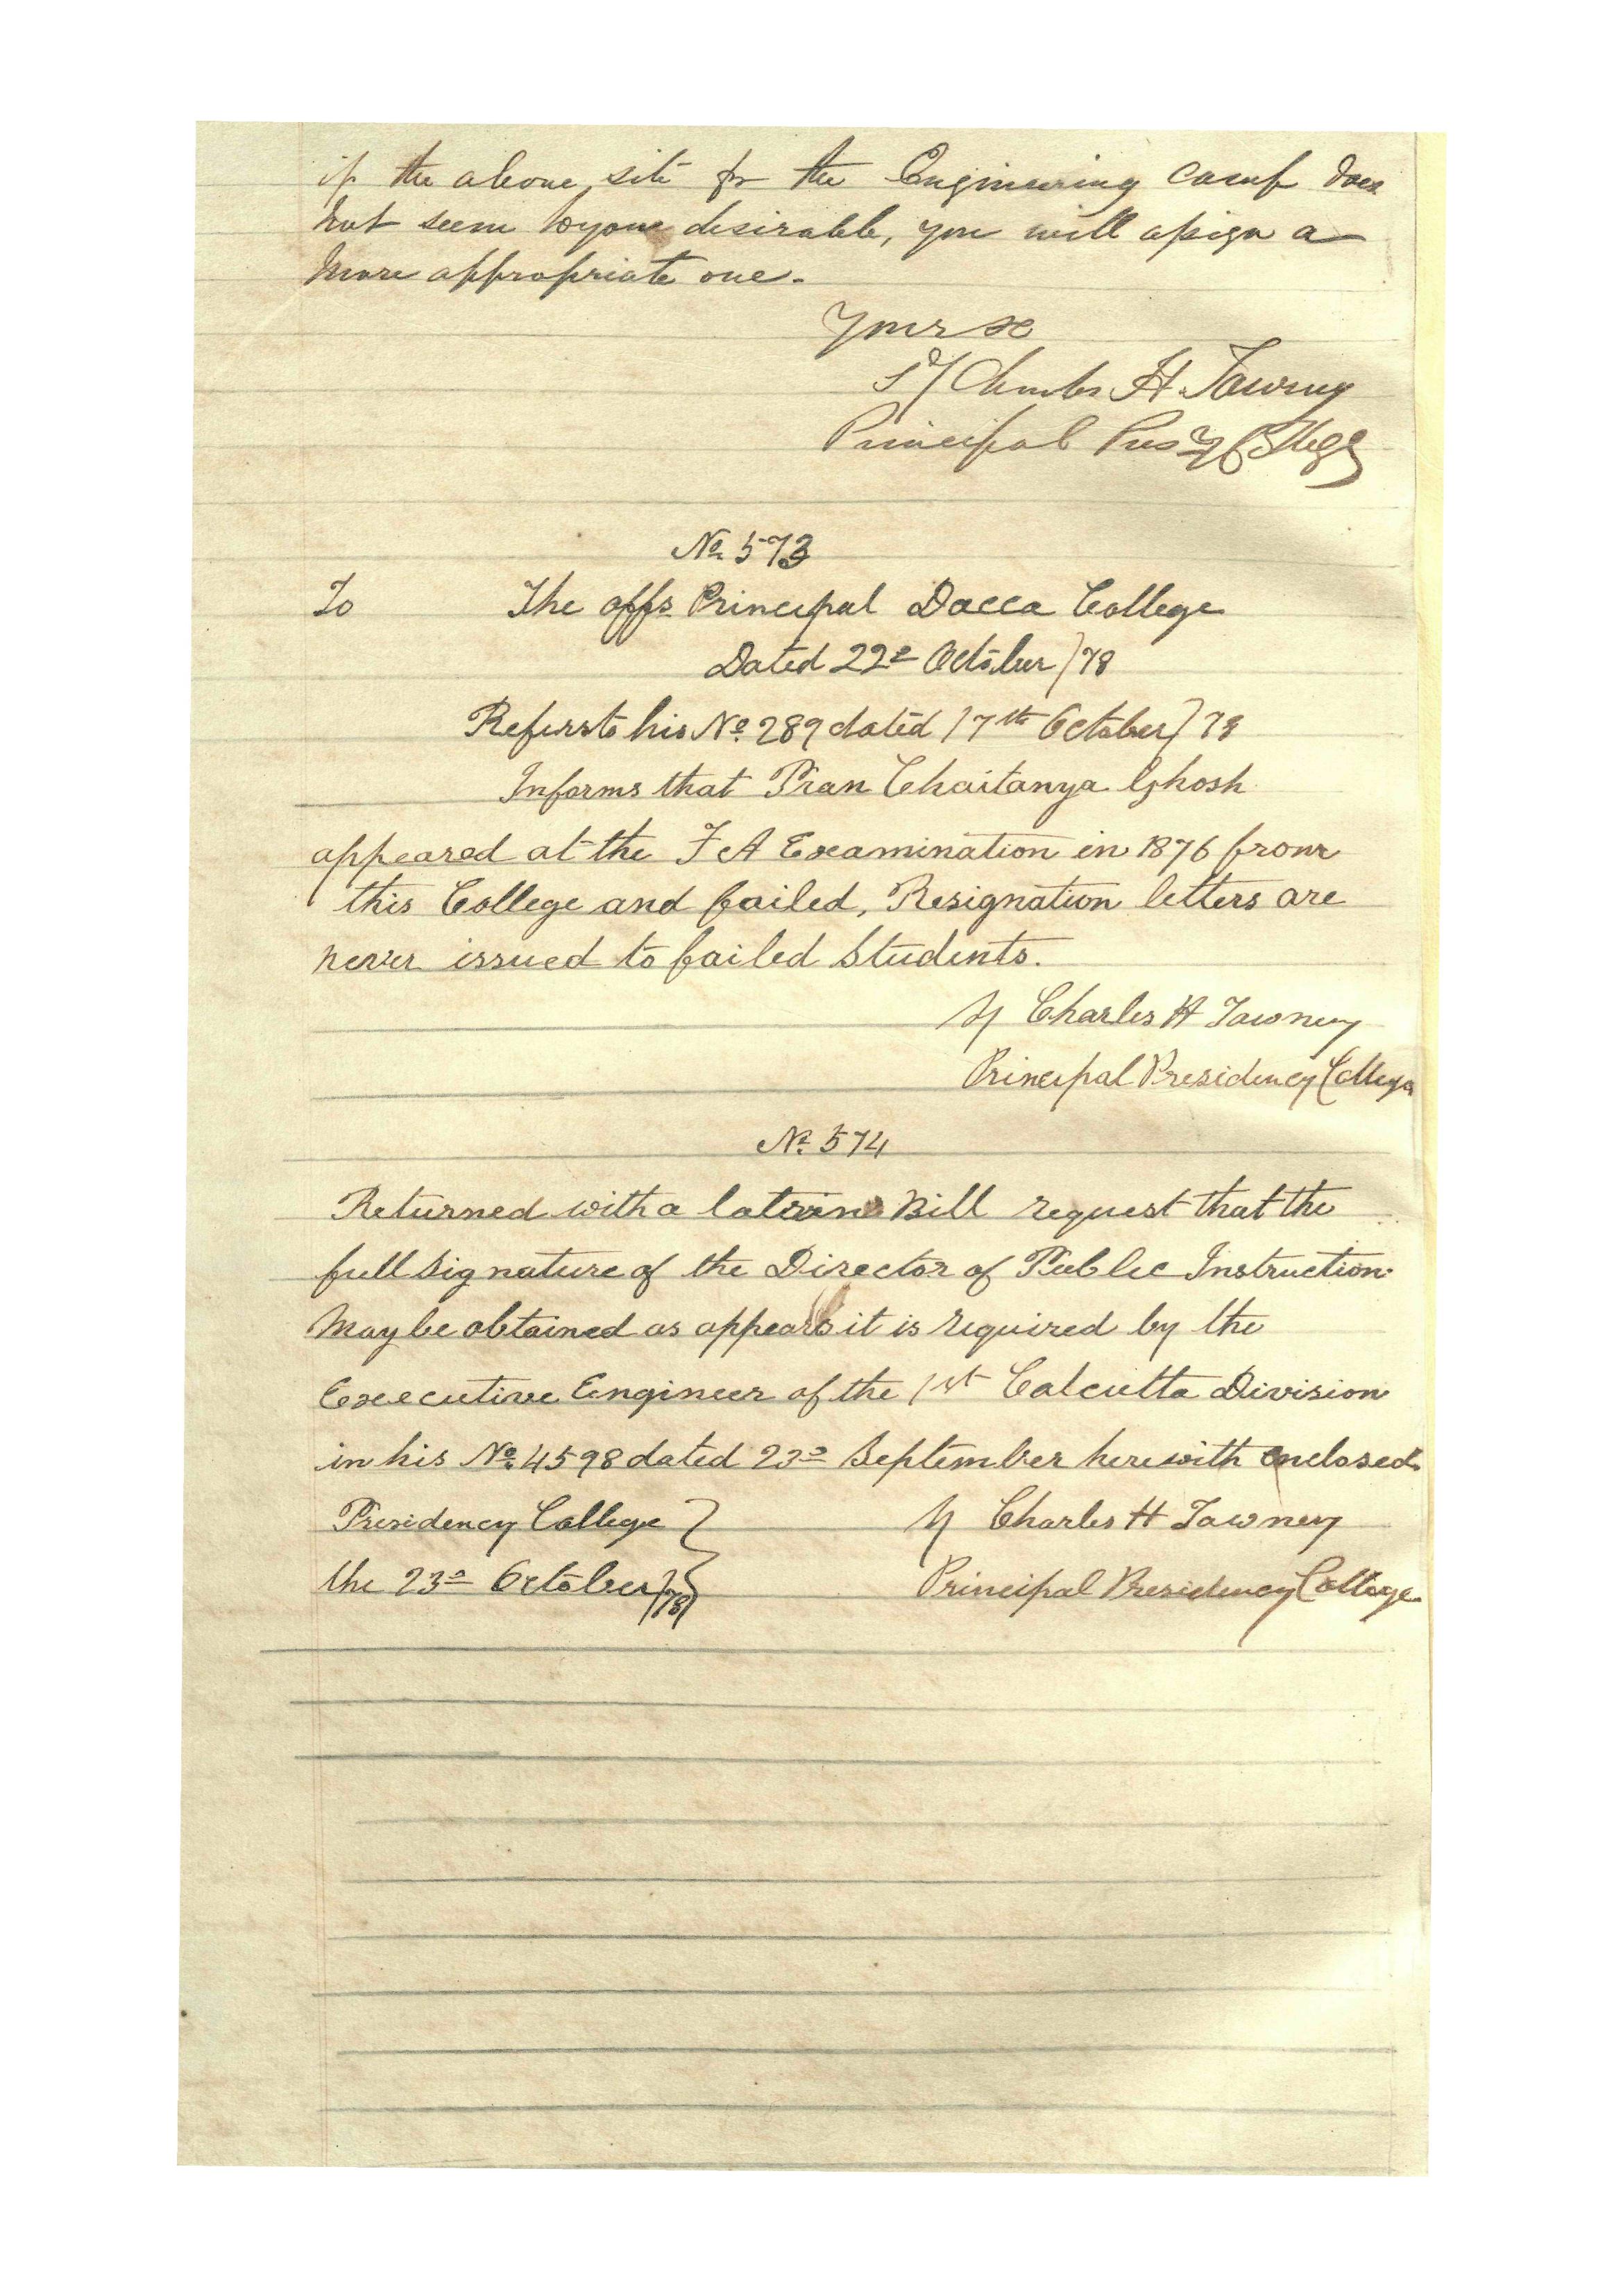 if the above site for the Engineering Camp does
not seem to you desirable, you will assign a
more appropriate one.
Yours &c
Sd/ Charles H. Tawney
Principal Presy College
No. 573
To The offg Principal Dacca College
Dated 22d October/78
Refers to his No. 289 dated 17th October/78
Informs that Pran Chaitanya Ghosh
appeared at the F A Examination in 1876 from
this College and failed, Resignation letters are
never issued to failed Students.
Sd/ Charles H Tawney
Principal Presidency College
No. 574
Returned with a latrine Bill request that the
full Signature of the Director of Public Instruction
May be obtained as appears it is required by the
Executive Engineer of the 1st Calcutta Division
in his No. 4598 dated 23d September herewith enclosed.
Presidency College } Sd/ Charles H Tawney
the 23d October/78 } Principal Presidency College